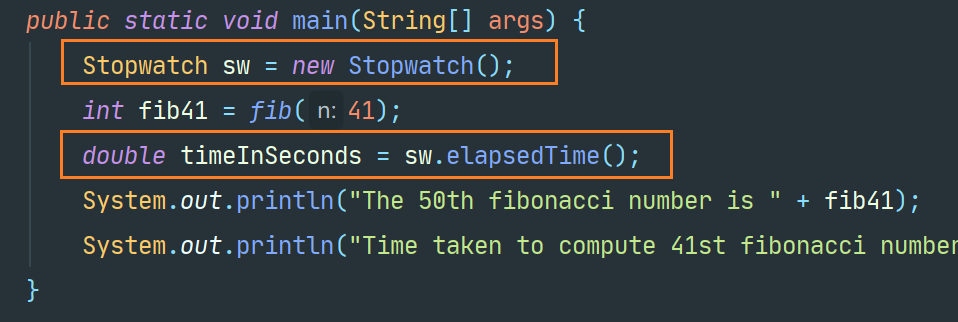 public static void main(String[] args) {
Stopwatch sw = new Stopwatch();
int fib41 = fib( n: 41);
double timeInSeconds = sw.elapsedTime();
System.out.println("The 50th fibonacci number is " + fib41);
System.out.println("Time taken to compute 41st fibonacci number
}